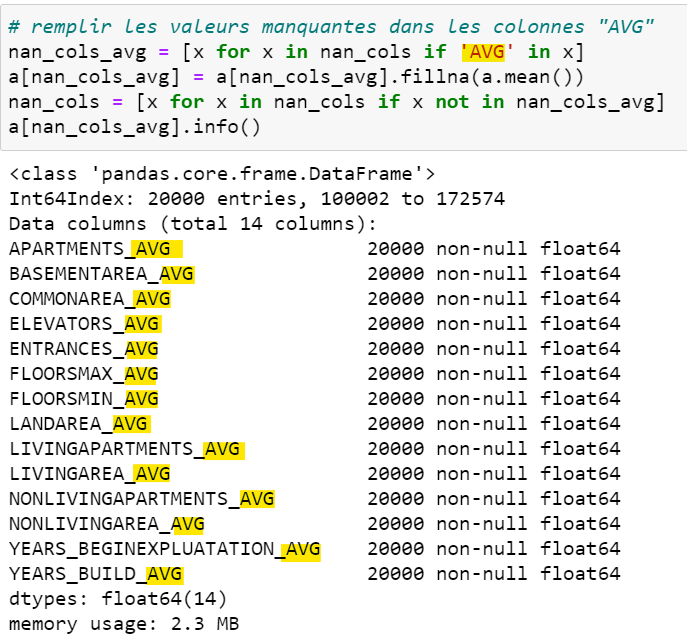 # remplir les valeurs manquantes dans les colonnes "AVG"
nan_cols_avg = [x for x in nan_cols if 'AVG' in x]
a[nan_cols_avg] = a[nan_cols_avg].fillna(a.mean())
nan_cols = [x for x in nan_cols if x not in nan_cols_avg]
a[nan_cols_avg].info()
<class 'pandas.core.frame.DataFrame'>
Int64Index: 20000 entries, 100002 to 172574
Data columns (total 14 columns):
APARTMENTS_AVG                  20000 non-null float64
BASEMENTAREA_AVG                20000 non-null float64
COMMONAREA_AVG                  20000 non-null float64
ELEVATORS_AVG                   20000 non-null float64
ENTRANCES_AVG                   20000 non-null float64
FLOORSMAX_AVG                   20000 non-null float64
FLOORSMIN_AVG                   20000 non-null float64
LANDAREA_AVG                    20000 non-null float64
LIVINGAPARTMENTS_AVG            20000 non-null float64
LIVINGAREA_AVG                  20000 non-null float64
NONLIVINGAPARTMENTS_AVG         20000 non-null float64
NONLIVINGAREA_AVG               20000 non-null float64
YEARS_BEGINEXPLUATATION_AVG     20000 non-null float64
YEARS_BUILD_AVG                 20000 non-null float64
dtypes: float64(14)
memory usage: 2.3 MB